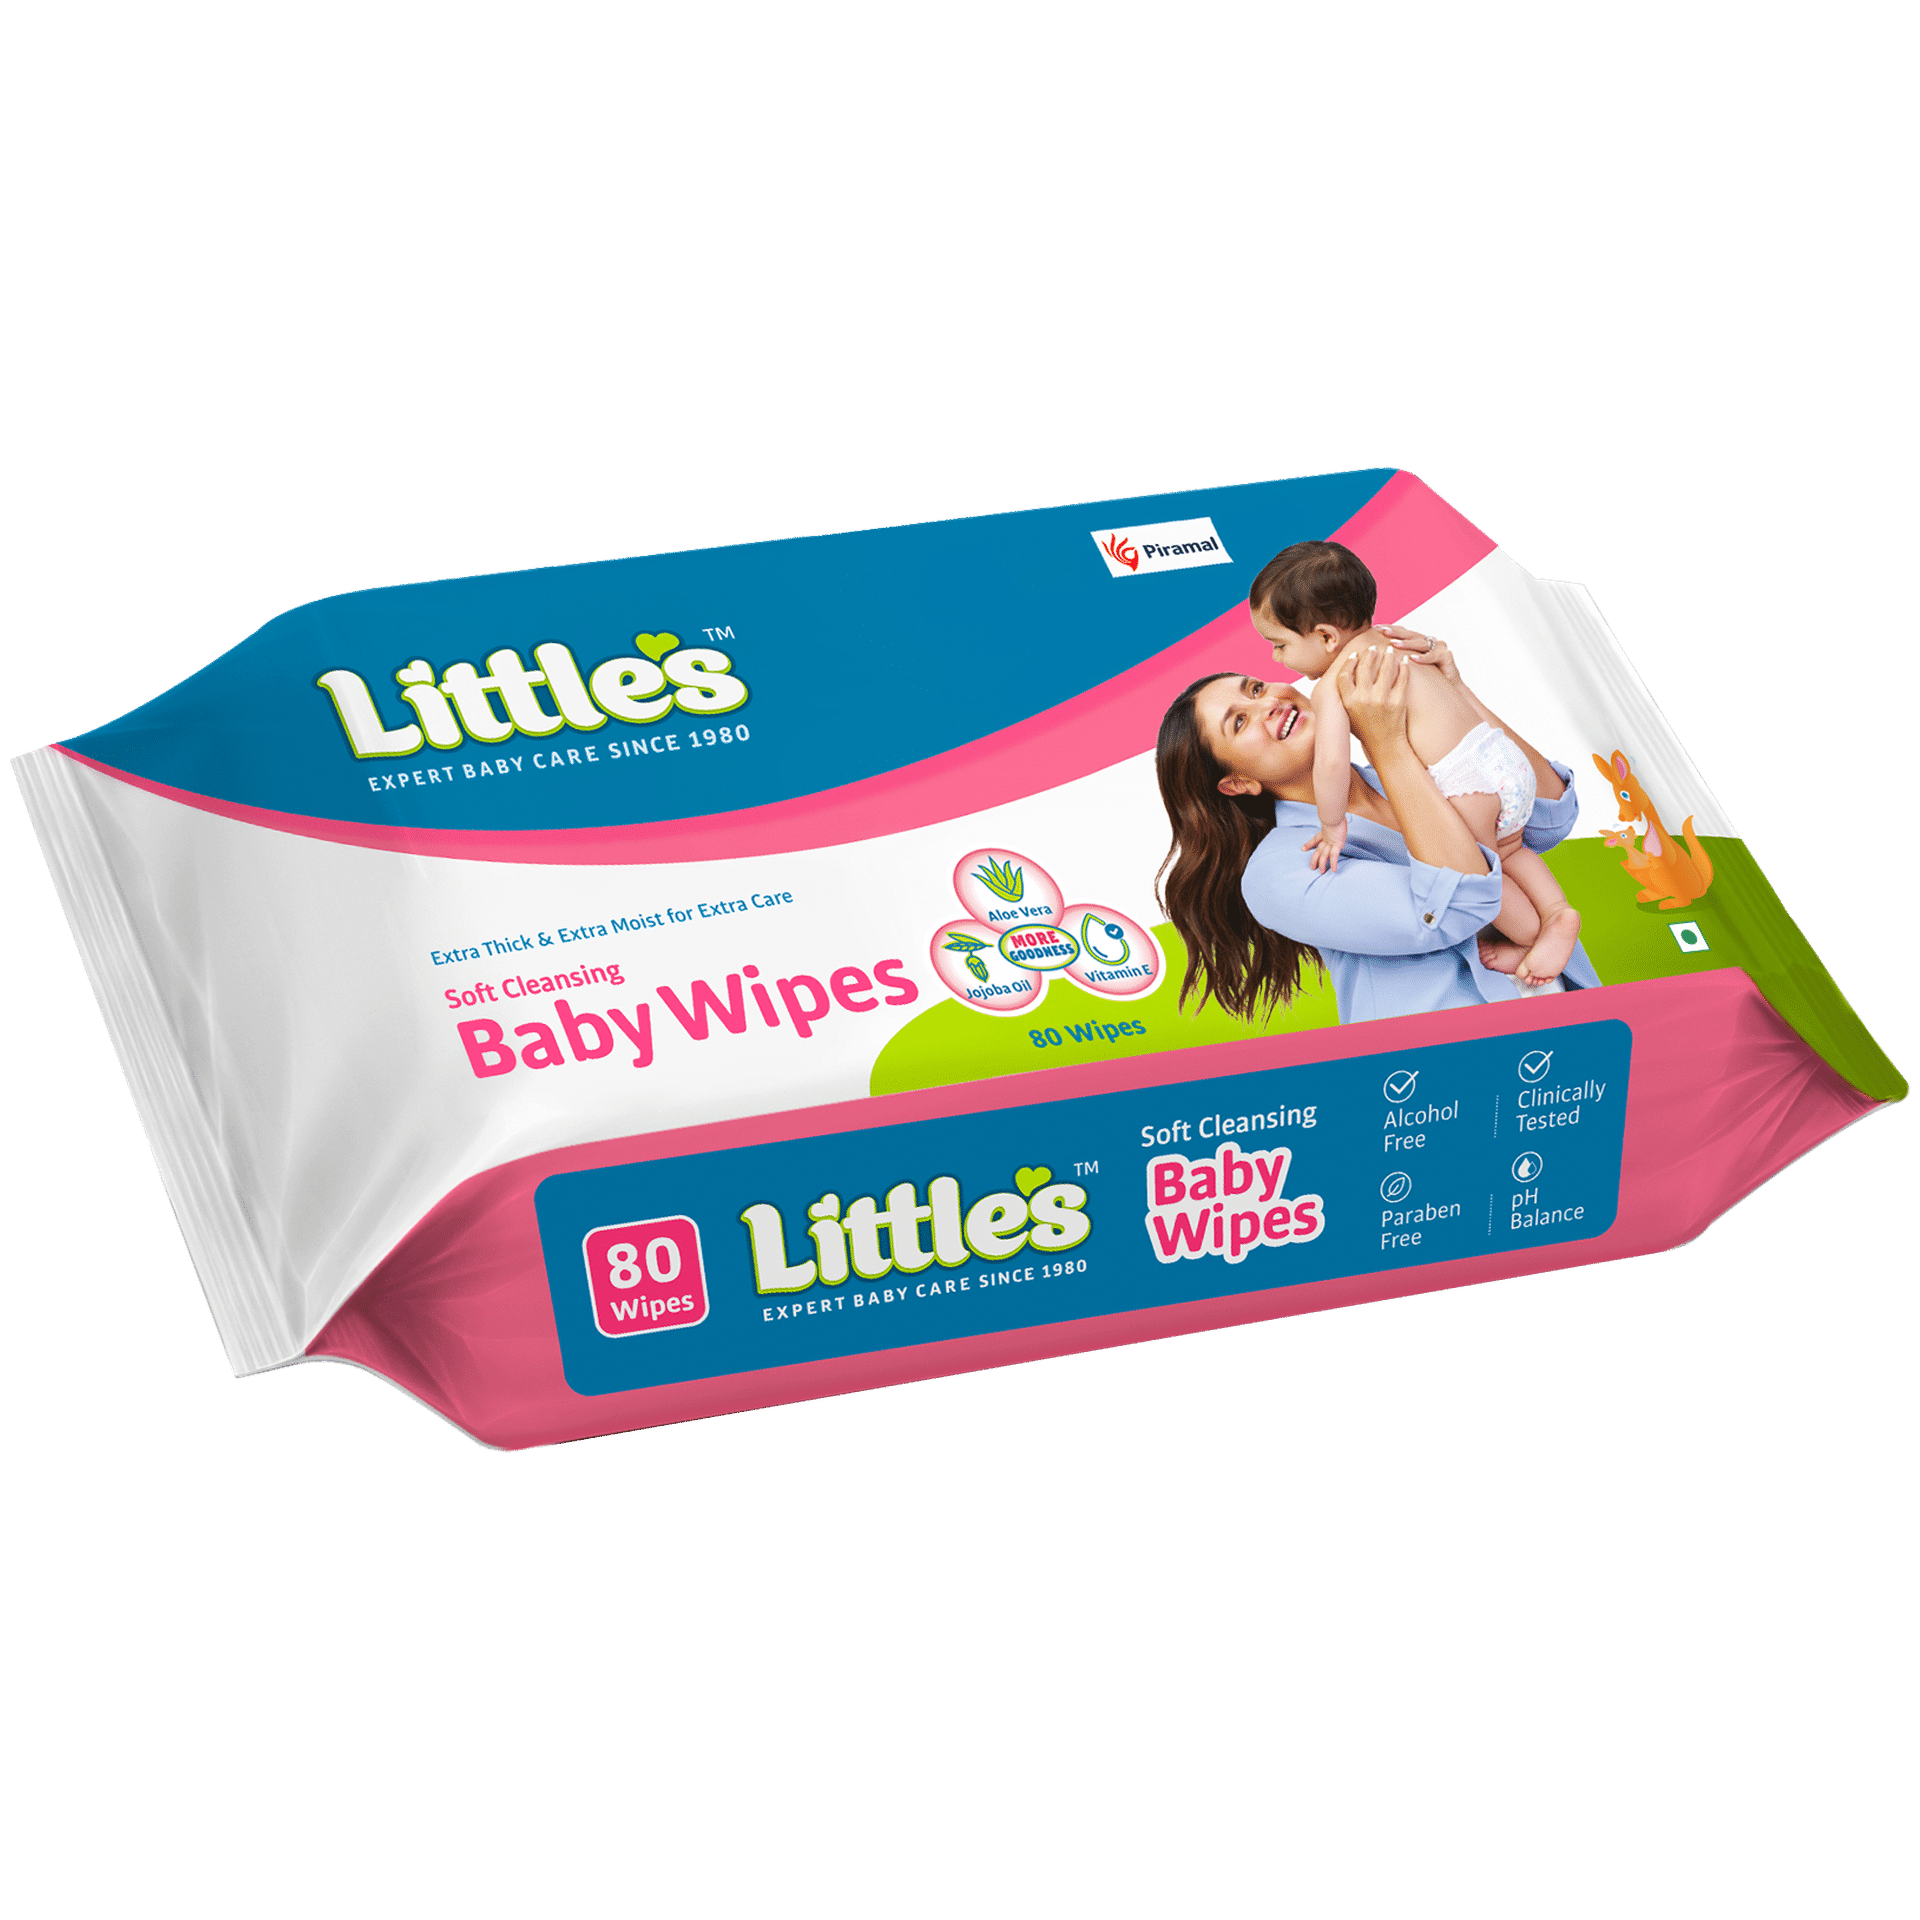 Piramal
Little's™
EXPERT BABY CARE SINCE 1980
Extra Thick & Extra Moist for Extra Care
Soft Cleansing
Baby Wipes
Aloe Vera
MORE
GOODNESS
Jojoba Oil
Vitamin E
80 Wipes
80
Wipes
Little's™
EXPERT BABY CARE SINCE 1980
Soft Cleansing
Baby
Wipes
Alcohol
Free
Clinically
Tested
Paraben
Free
pH
Balance